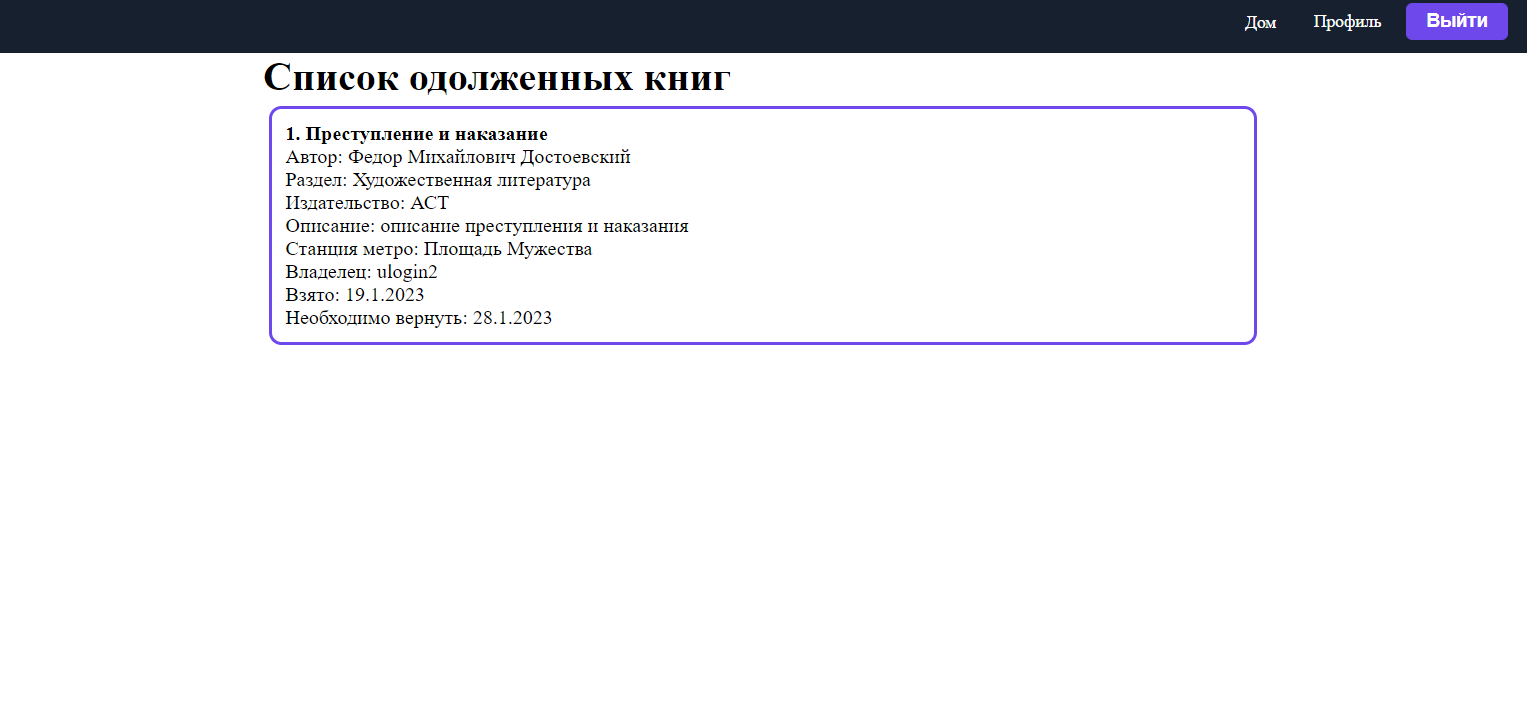 Дом
Профиль
Выйти
Список одолженных книг
1. Преступление и наказание
Автор: Федор Михайлович Достоевский
Раздел: Художественная литература
Издательство: АСТ
Описание: описание преступления и наказания
Станция метро: Площадь Мужества
Владелец: ulogin2
Взято: 19.1.2023
Необходимо вернуть: 28.1.2023